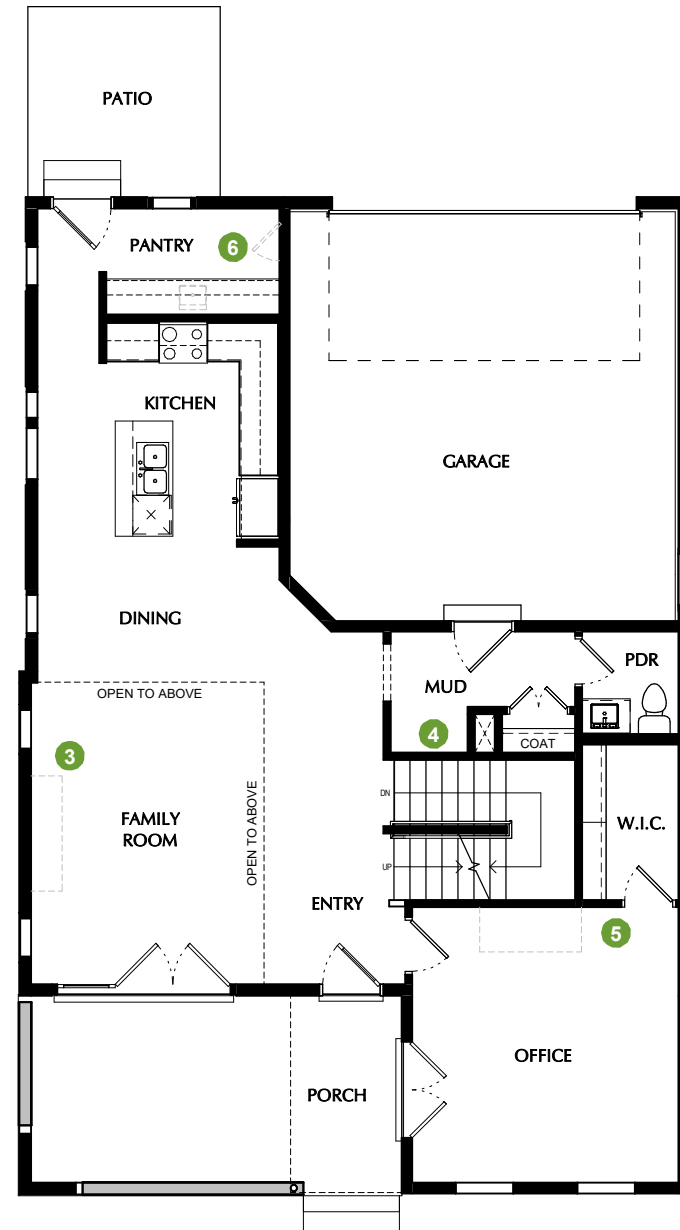 PATIO
PANTRY
6
KITCHEN
GARAGE
DINING
PDR
MUD
OPEN TO ABOVE
4
COAT
3
DN
OPEN TO ABOVE
FAMILY
ROOM
W.I.C.
UP
ENTRY
5
OFFICE
PORCH